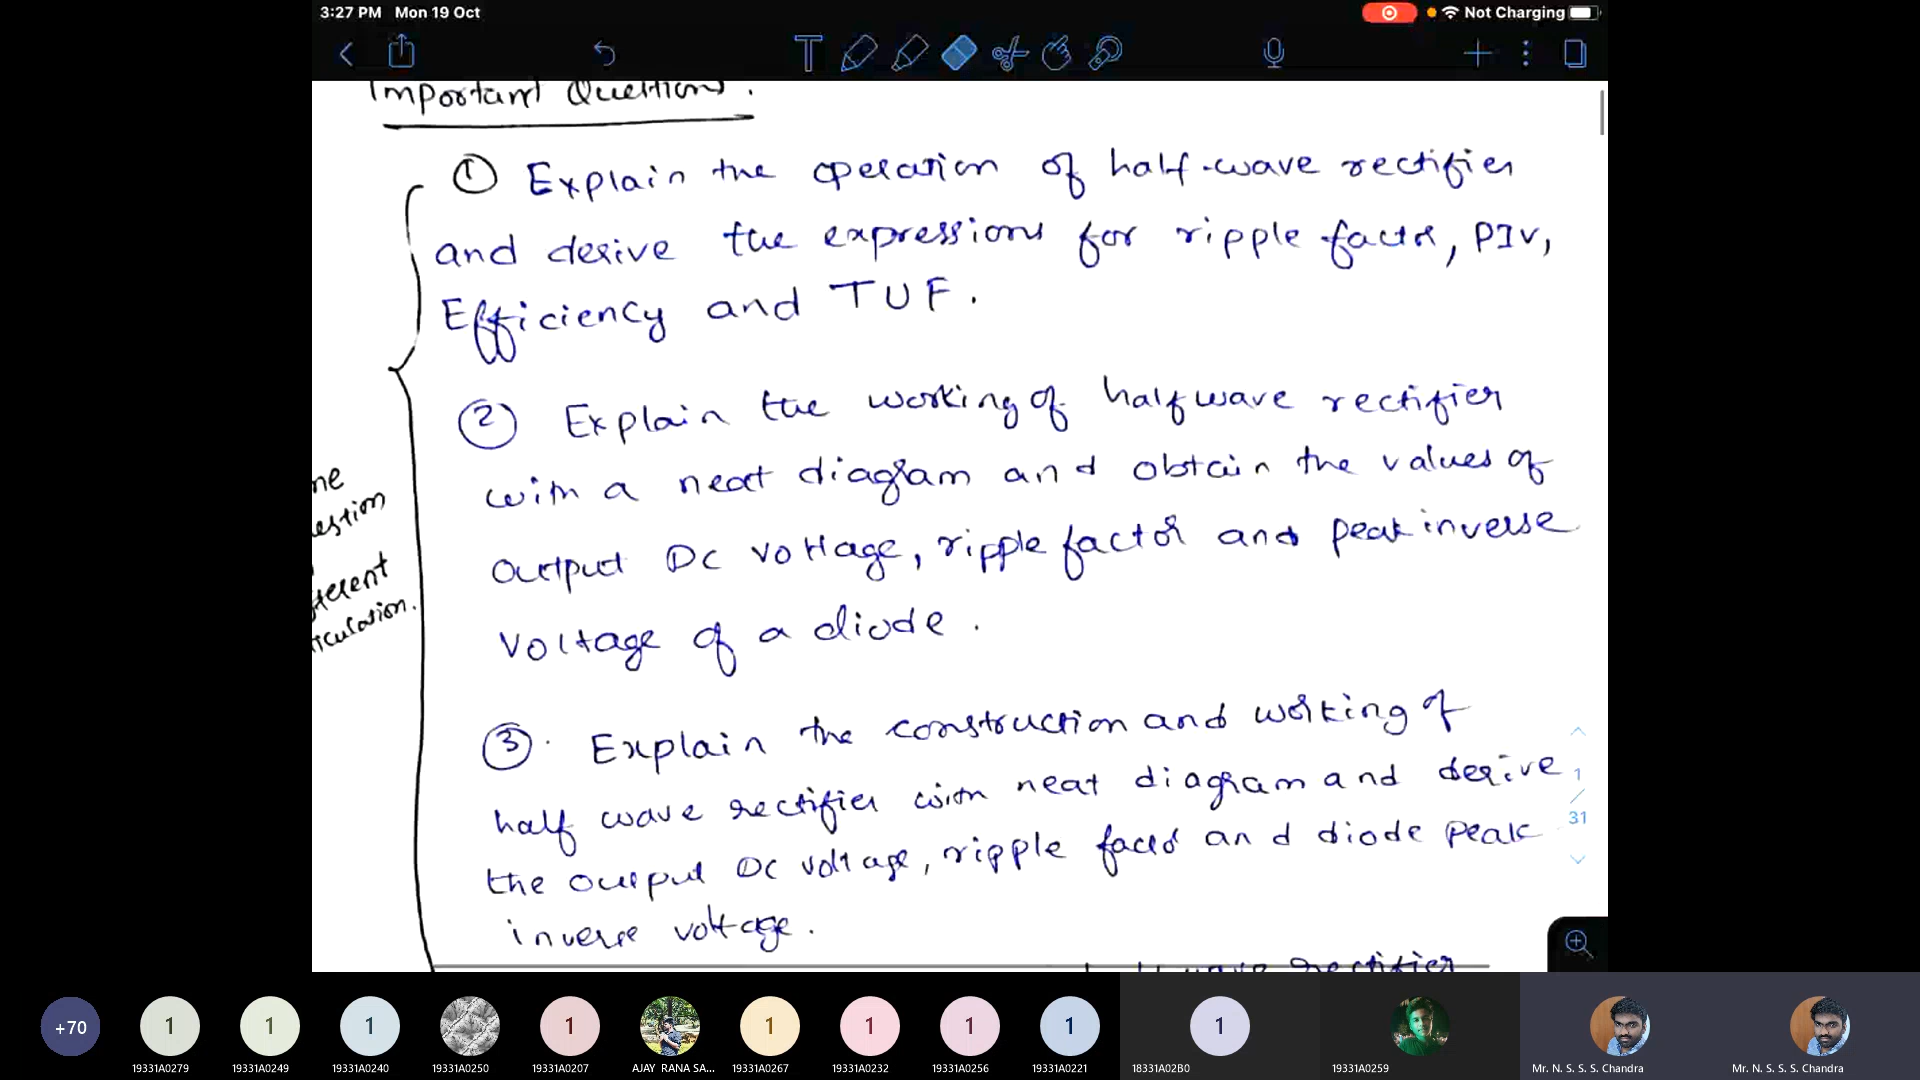 3:27 PM Mon 19 Oct
Not Charging
Important Questions.
① Explain the operation of half-wave rectifier
and derive the expressions for ripple factor, PIV,
Efficiency and TUF.
② Explain the working of halfwave rectifier
with a neat diagram and obtain the values of
output DC voltage, ripple factor and peak inverse
voltage of a diode.
③. Explain the construction and working of
half wave rectifier with neat diagram and derive
the output DC voltage, ripple factor and diode peak
inverse voltage.
me
estion
ferent
iculation.
1
/
31
rectifier
+70
1
1
1
1
1
1
1
1
1
19331A0279
19331A0249
19331A0240
19331A0250
19331A0207
AJAY RANA SA...
19331A0267
19331A0232
19331A0256
19331A0221
18331A02B0
19331A0259
Mr. N. S. S. S. Chandra
Mr. N. S. S. S. Chandra